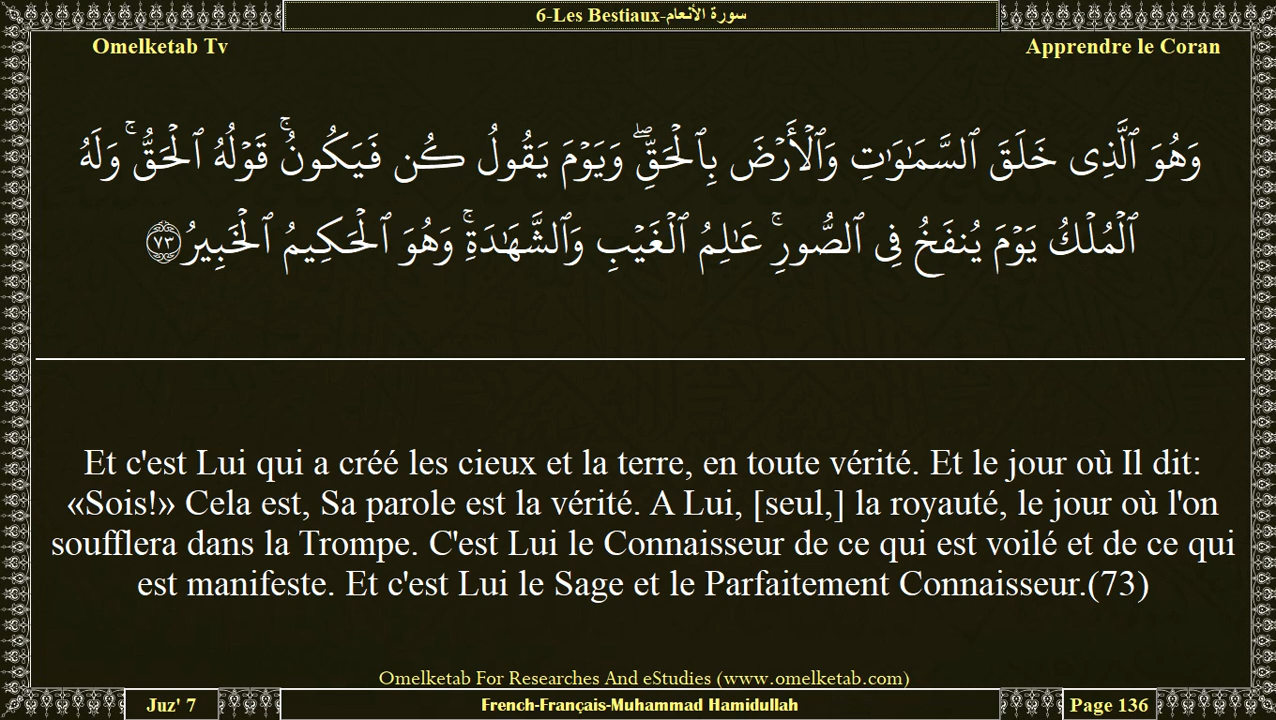 6-Les Bestiaux-سورة الأنعام
Omelketab Tv
Apprendre le Coran
وَهُوَ ٱلَّذِى خَلَقَ ٱلسَّمَـٰوَٰتِ وَٱلْأَرْضَ بِٱلْحَقِّ ۖ وَيَوْمَ يَقُولُ كُن فَيَكُونُ ۚ قَوْلُهُ ٱلْحَقُّ ۚ وَلَهُ
ٱلْمُلْكُ يَوْمَ يُنفَخُ فِى ٱلصُّورِ ۚ عَـٰلِمُ ٱلْغَيْبِ وَٱلشَّهَـٰدَةِ ۚ وَهُوَ ٱلْحَكِيمُ ٱلْخَبِيرُ ﴿٧٣﴾
Et c'est Lui qui a créé les cieux et la terre, en toute vérité. Et le jour où Il dit:
«Sois!» Cela est, Sa parole est la vérité. A Lui, [seul,] la royauté, le jour où l'on
soufflera dans la Trompe. C'est Lui le Connaisseur de ce qui est voilé et de ce qui
est manifeste. Et c'est Lui le Sage et le Parfaitement Connaisseur.(73)
Omelketab For Researches And eStudies (www.omelketab.com)
Juz' 7
French-Français-Muhammad Hamidullah
Page 136